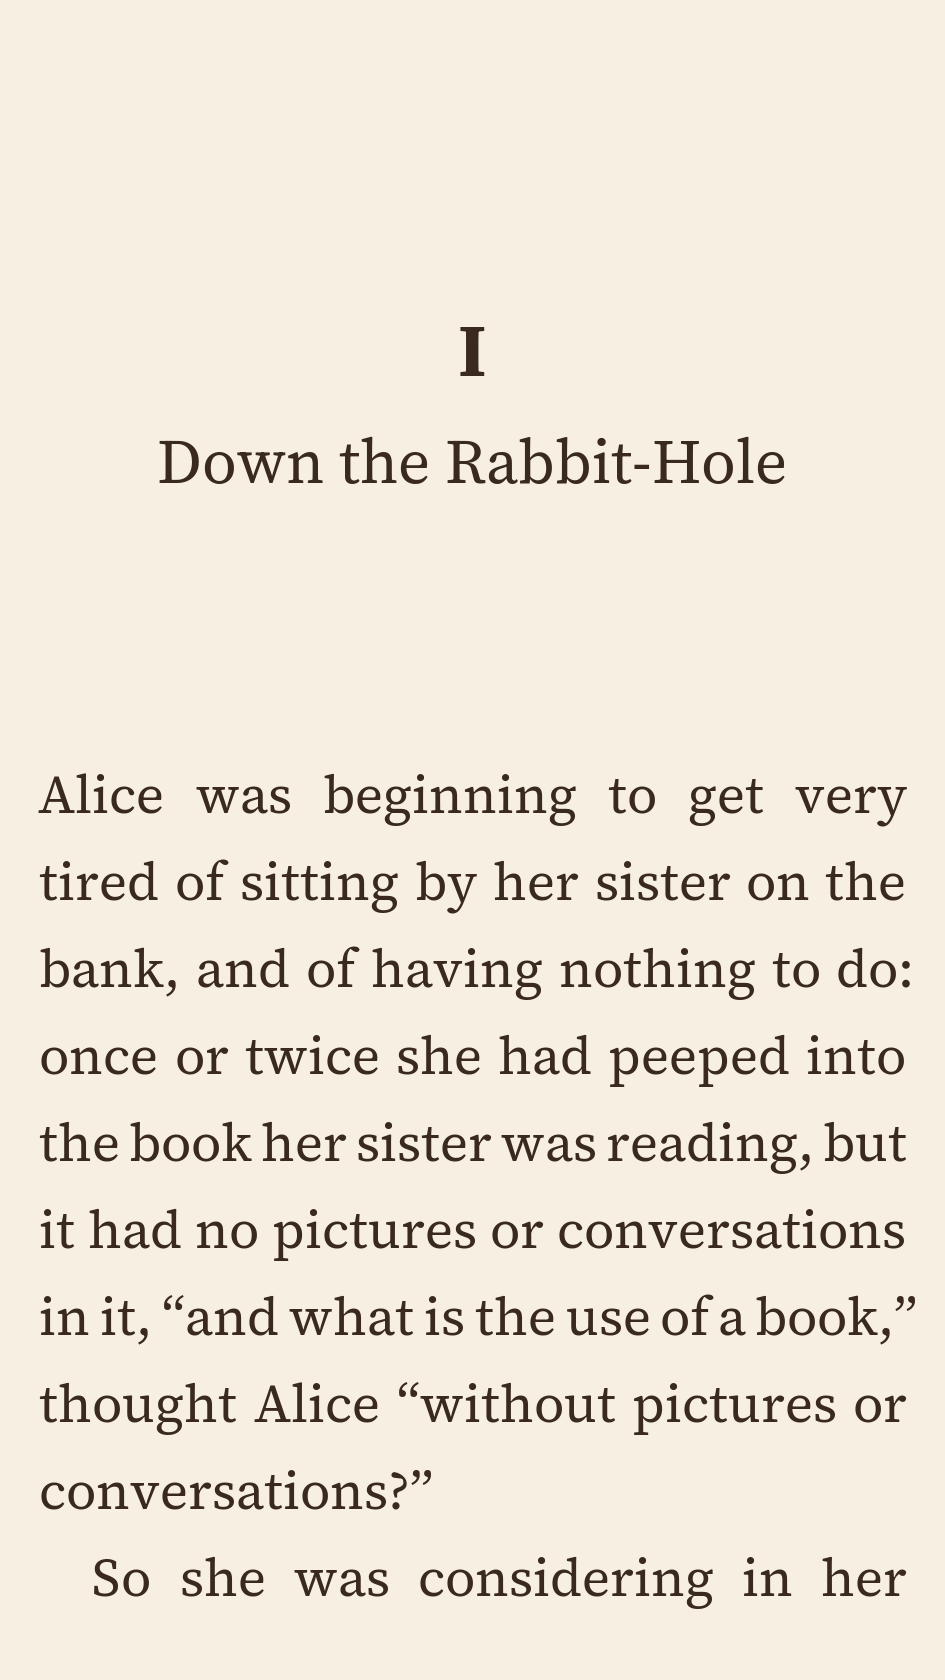 I
Down the Rabbit-Hole
Alice was beginning to get very
tired of sitting by her sister on the
bank, and of having nothing to do:
once or twice she had peeped into
the book her sister was reading, but
it had no pictures or conversations
in it, “and what is the use of a book,”
thought Alice “without pictures or
conversations?”
So she was considering in her